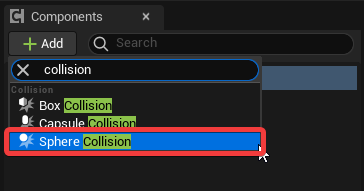 Components
Add
Search
collision
Collision
Box Collision
Capsule Collision
Sphere Collision